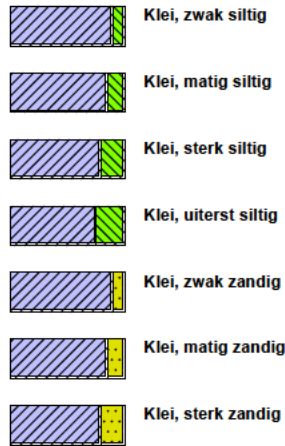 Klei, zwak siltig
Klei, matig siltig
Klei, sterk siltig
Klei, uiterst siltig
Klei, zwak zandig
Klei, matig zandig
Klei, sterk zandig